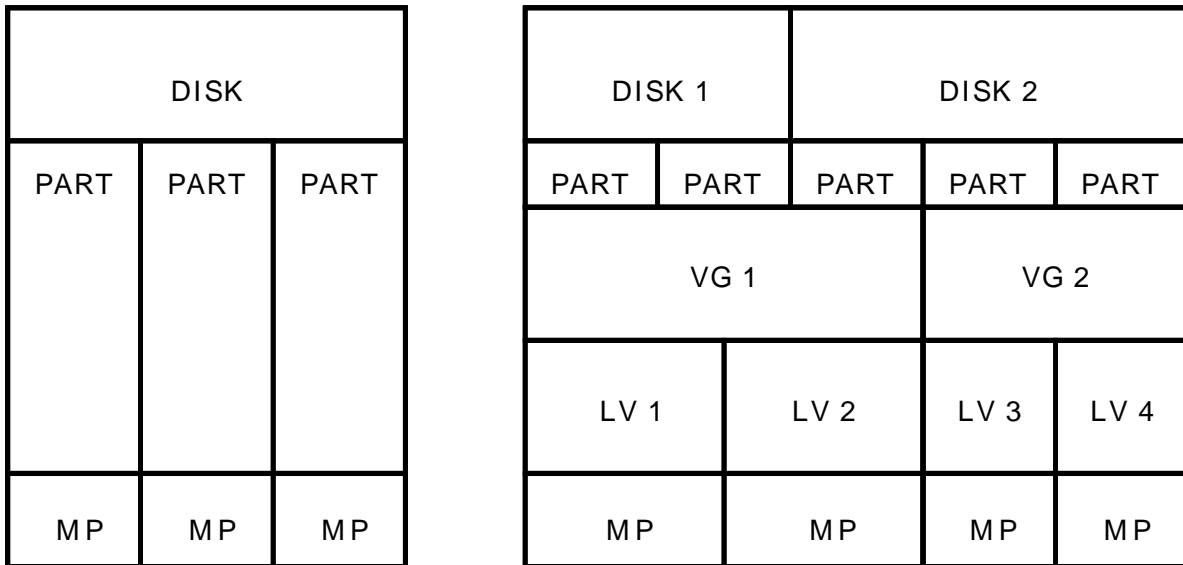 DISK
PART PART PART
MP MP MP
DISK 1 DISK 2
PART PART PART PART PART
VG 1 VG 2
LV 1 LV 2 LV 3 LV 4
MP MP MP MP